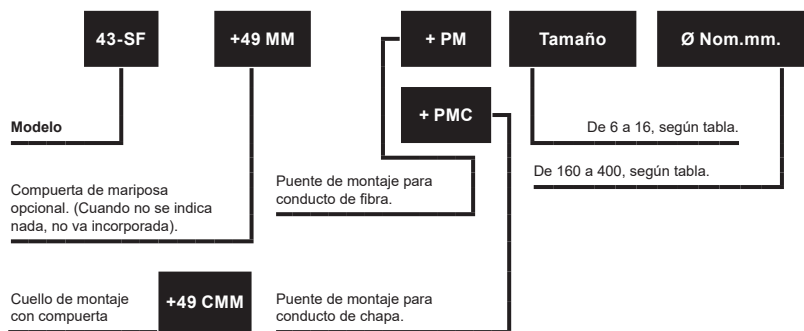 43-SF
+49 MM
+ PM
Tamaño
Ø Nom.mm.
+ PMC
Modelo
De 6 a 16, según tabla.
De 160 a 400, según tabla.
Compuerta de mariposa
opcional. (Cuando no se indica
nada, no va incorporada).
Puente de montaje para
conducto de fibra.
Cuello de montaje
con compuerta
+49 CMM
Puente de montaje para
conducto de chapa.